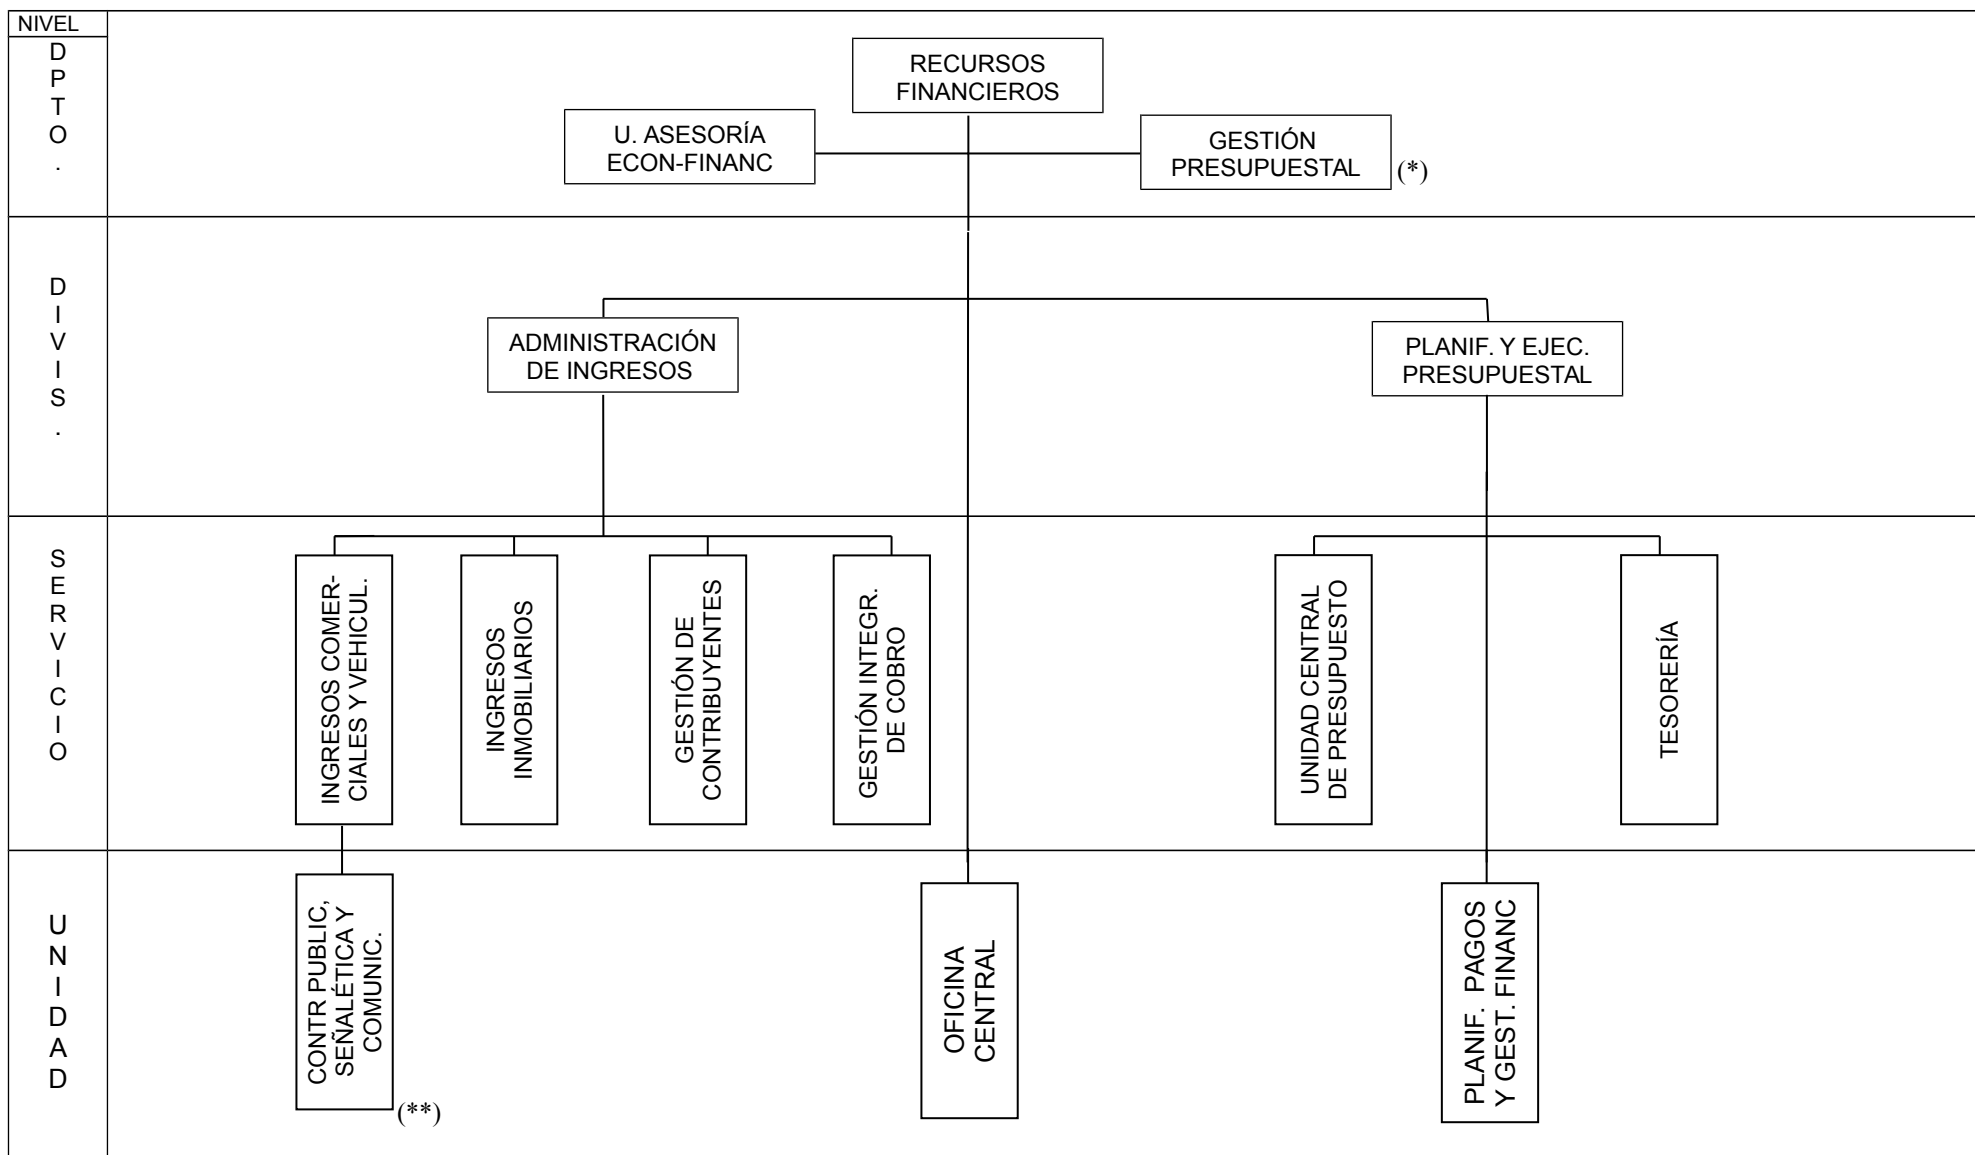 NIVEL
D
P
T
O
.
RECURSOS
FINANCIEROS
U. ASESORÍA
ECON-FINANC
GESTIÓN
PRESUPUESTAL
(*)
D
I
V
I
S
.
ADMINISTRACIÓN
DE INGRESOS
PLANIF. Y EJEC.
PRESUPUESTAL
S
E
R
V
I
C
I
O
INGRESOS COMER-
CIALES Y VEHICUL.
INGRESOS
INMOBILIARIOS
GESTIÓN DE
CONTRIBUYENTES
GESTIÓN INTEGR.
DE COBRO
UNIDAD CENTRAL
DE PRESUPUESTO
TESORERÍA
U
N
I
D
A
D
CONTR PUBLIC,
SEÑALÉTICA Y
COMUNIC.
(**)
OFICINA
CENTRAL
PLANIF. PAGOS
Y GEST. FINANC